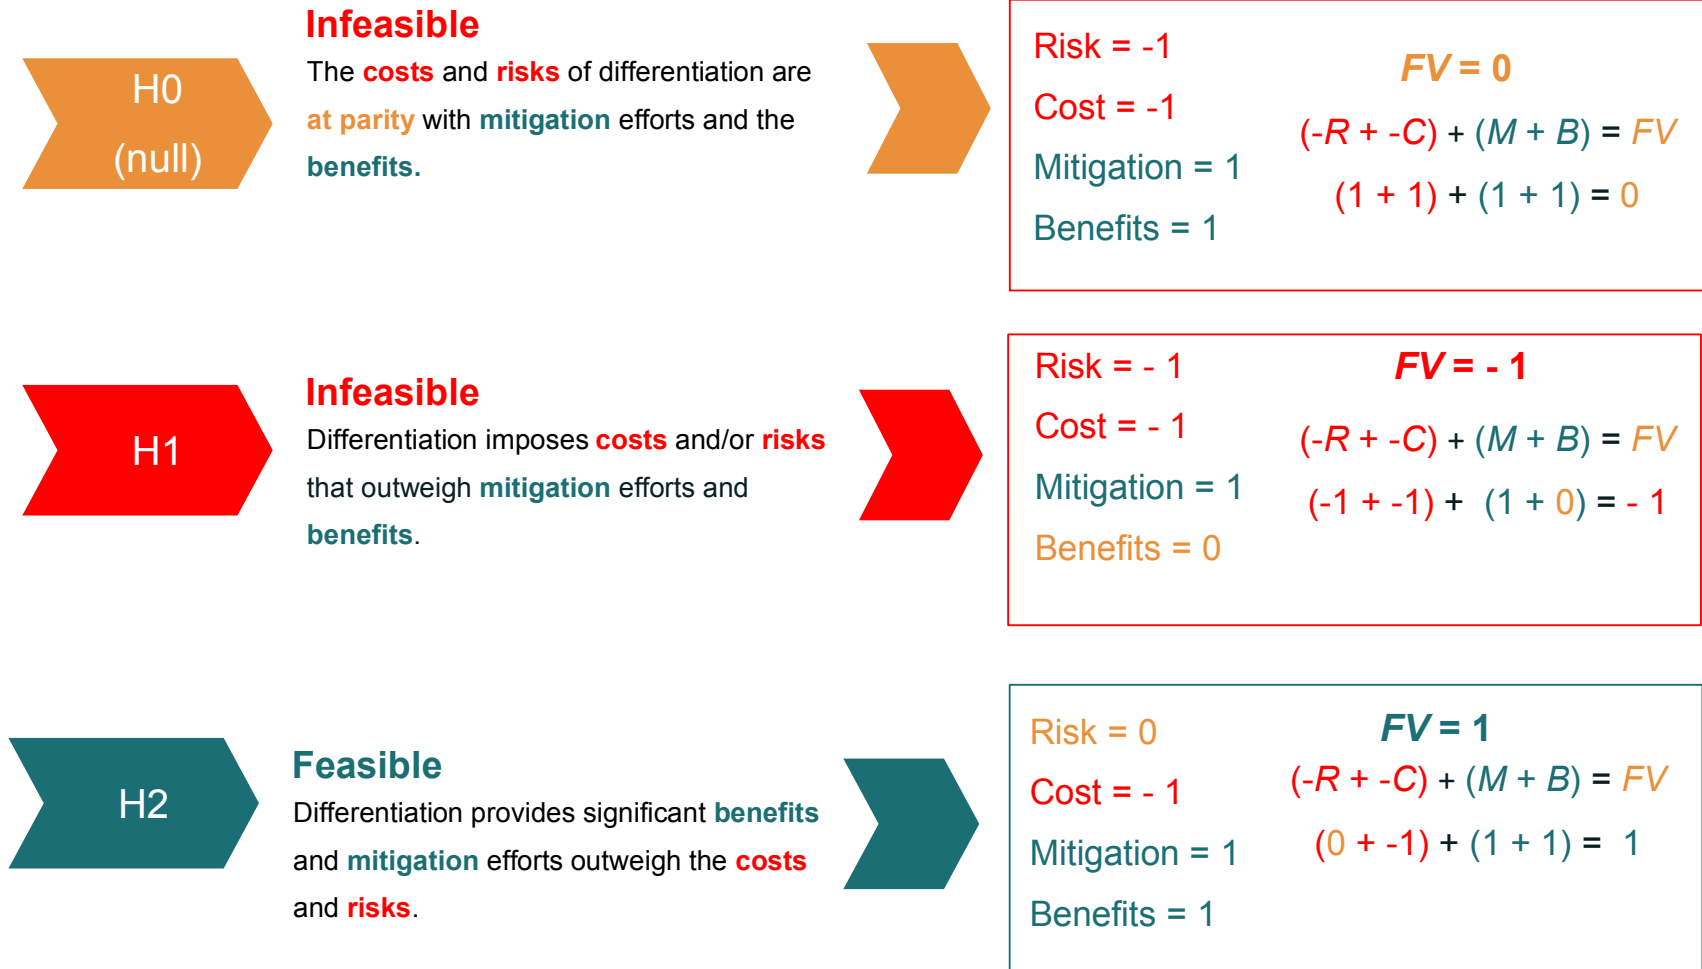 H0
(null)
Infeasible
The costs and risks of differentiation are
at parity with mitigation efforts and the
benefits.
Risk = -1
Cost = -1
Mitigation = 1
Benefits = 1
FV = 0
(-R + -C) + (M + B) = FV
(1 + 1) + (1 + 1) = 0
H1
Infeasible
Differentiation imposes costs and/or risks
that outweigh mitigation efforts and
benefits.
Risk = - 1
Cost = - 1
Mitigation = 1
Benefits = 0
FV = - 1
(-R + -C) + (M + B) = FV
(-1 + -1) + (1 + 0) = - 1
H2
Feasible
Differentiation provides significant benefits
and mitigation efforts outweigh the costs
and risks.
Risk = 0
Cost = - 1
Mitigation = 1
Benefits = 1
FV = 1
(-R + -C) + (M + B) = FV
(0 + -1) + (1 + 1) = 1